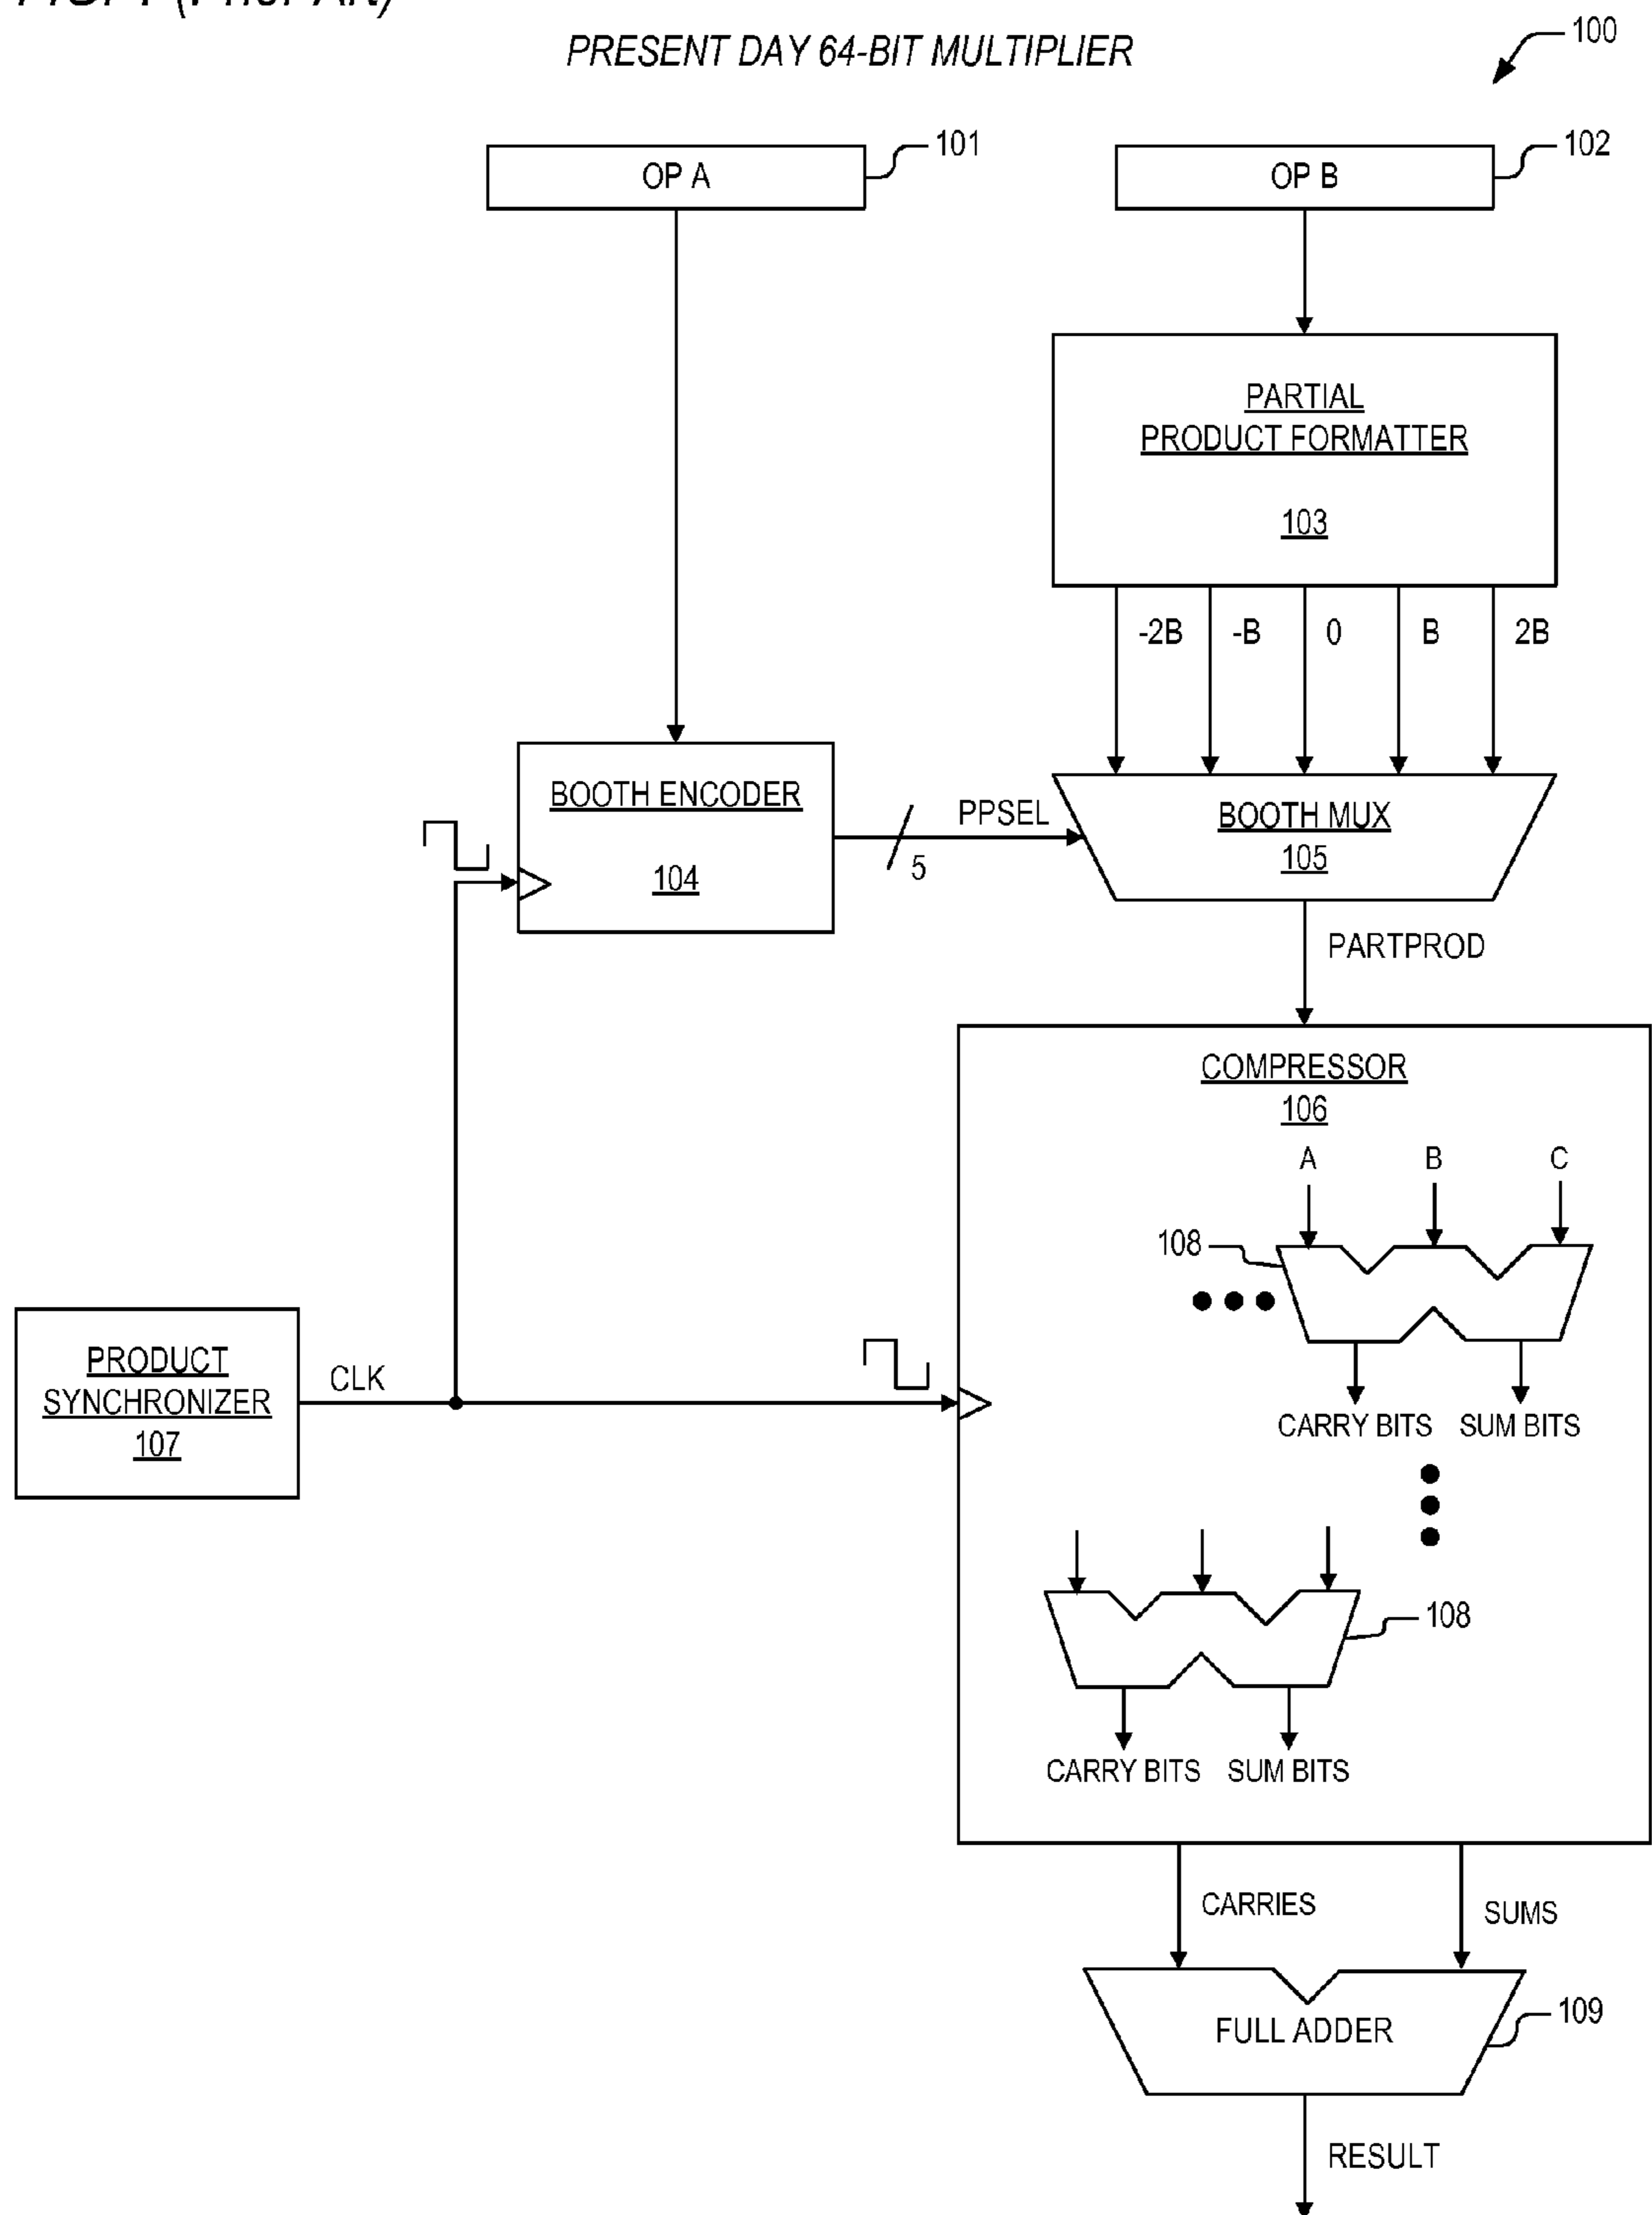 PRESENT DAY 64-BIT MULTIPLIER
100
OP A
101
OP B
102
PARTIAL
PRODUCT FORMATTER
103
-2B
-B
0
B
2B
BOOTH ENCODER
104
PPSEL
5
BOOTH MUX
105
PARTPROD
COMPRESSOR
106
A
B
C
108
CARRY BITS
SUM BITS
PRODUCT
SYNCHRONIZER
107
CLK
108
CARRY BITS
SUM BITS
CARRIES
SUMS
FULL ADDER
109
RESULT